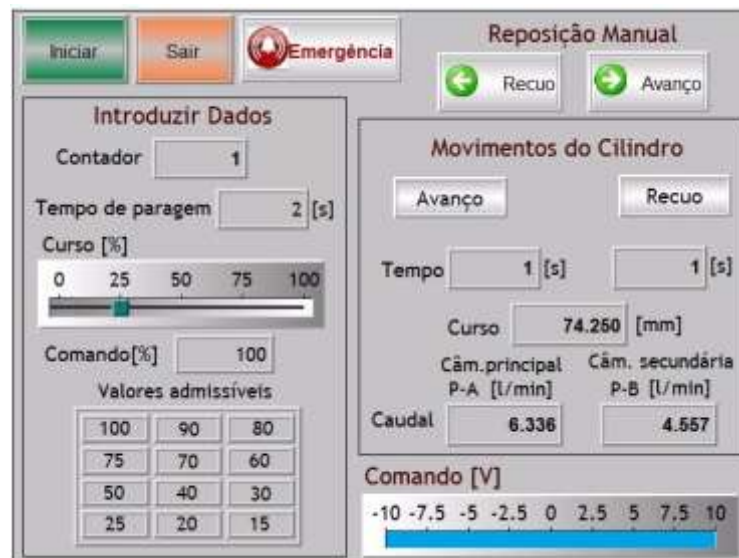 Iniciar
Sair
Emergência
Reposição Manual
Recuo
Avanço
Introduzir Dados
Contador 1
Tempo de paragem 2 [s]
Curso [%]
0 25 50 75 100
Comando[%] 100
Valores admissíveis
100 90 80
75 70 60
50 40 30
25 20 15
Movimentos do Cilindro
Avanço
Recuo
Tempo 1 [s] 1 [s]
Curso 74.250 [mm]
Câm.principal Câm. secundária
P-A [l/min] P-B [l/min]
Caudal 6.336 4.557
Comando [V]
-10 -7.5 -5 -2.5 0 2.5 5 7.5 10